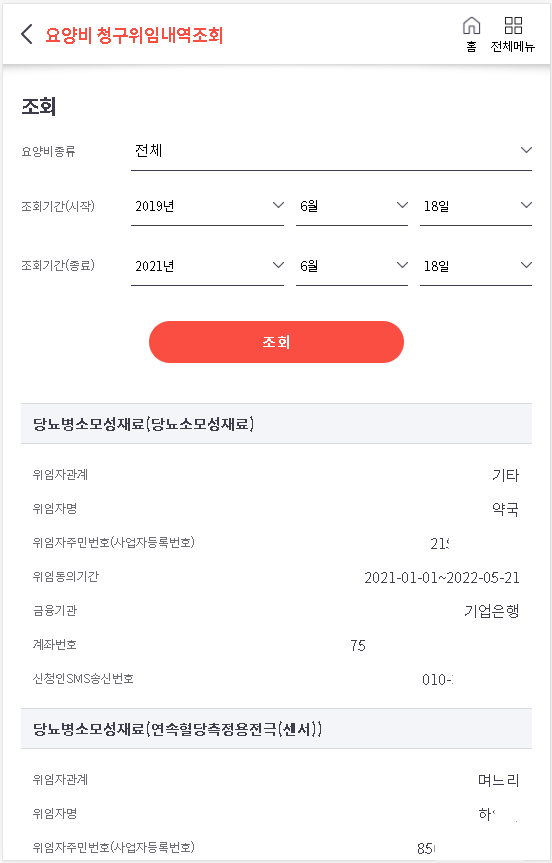 요양비 청구위임내역조회
홈 전체메뉴
조회
요양비종류 전체
조회기간(시작) 2019년 6월 18일
조회기간(종료) 2021년 6월 18일
조회
당뇨병소모성재료(당뇨소모성재료)
위임자관계 기타
위임자명 약국
위임자주민번호(사업자등록번호)
위임동의기간 2021-01-01~2022-05-21
금융기관 기업은행
계좌번호 75
신청인SMS송신번호 010-
당뇨병소모성재료(연속혈당측정용전극(센서))
위임자관계 며느리
위임자명 하
위임자주민번호(사업자등록번호) 85